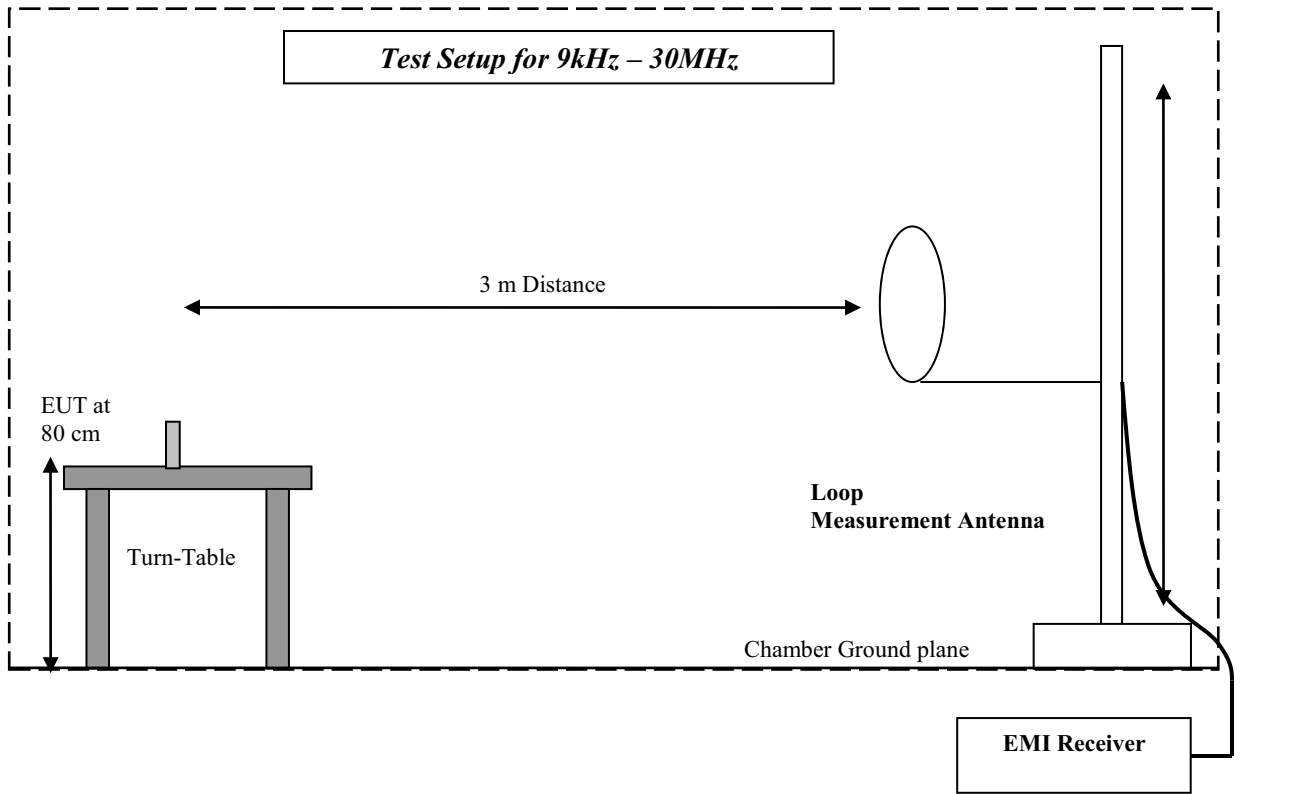 Test Setup for 9kHz – 30MHz
3 m Distance
EUT at
80 cm
Loop
Measurement Antenna
Turn-Table
Chamber Ground plane
EMI Receiver